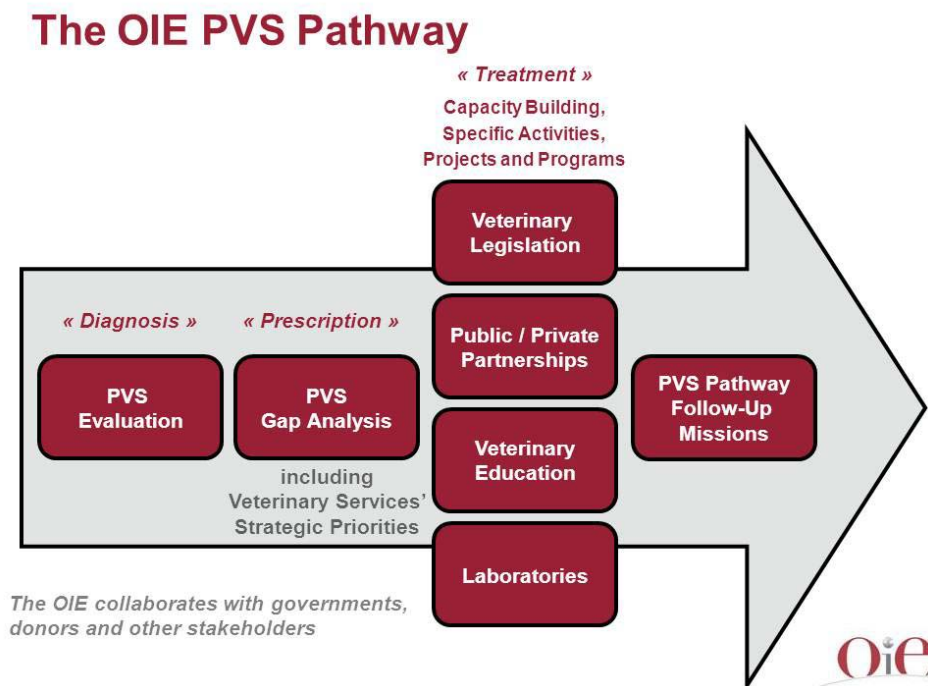 The OIE PVS Pathway
« Treatment »
Capacity Building,
Specific Activities,
Projects and Programs
Veterinary
Legislation
« Diagnosis »
« Prescription »
Public / Private
Partnerships
PVS
Evaluation
PVS
Gap Analysis
PVS Pathway
Follow-Up
Missions
including
Veterinary Services'
Strategic Priorities
Veterinary
Education
Laboratories
The OIE collaborates with governments,
donors and other stakeholders
OiE